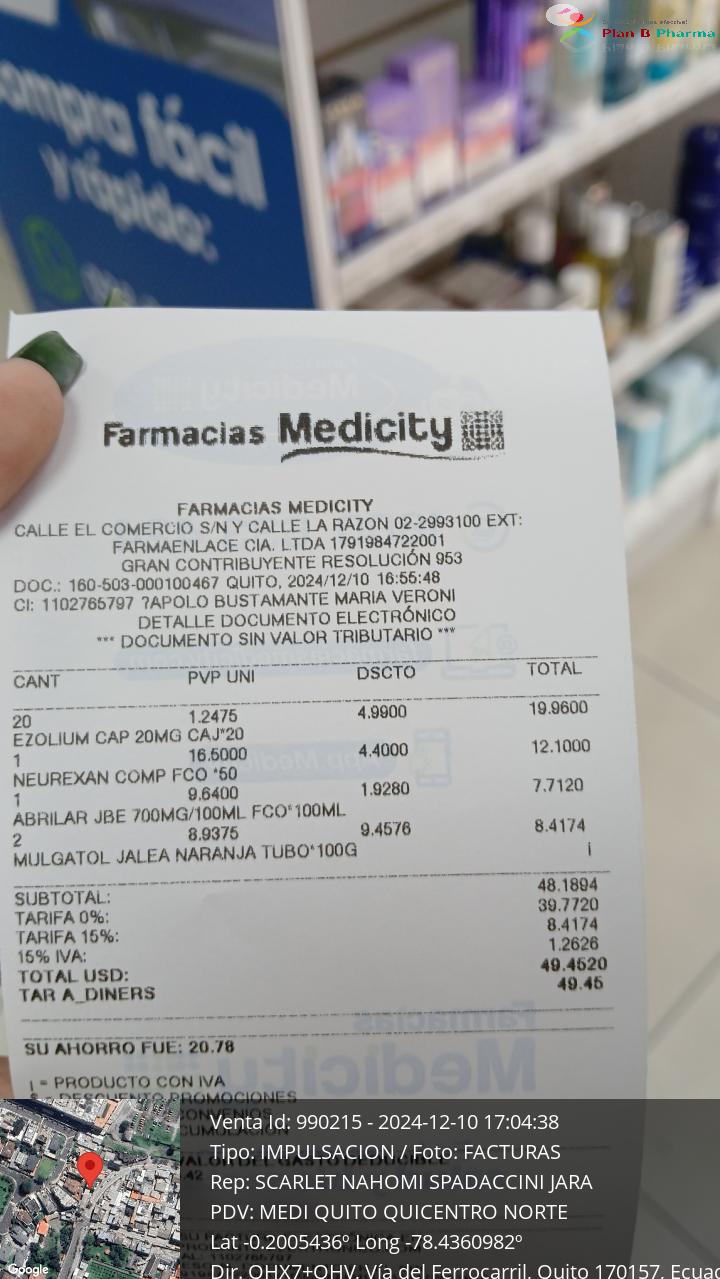 Plan B Pharma
ompra fácil
y rápido:
Farmacias Medicity
FARMACIAS MEDICITY
CALLE EL COMERCIO S/N Y CALLE LA RAZON 02-2993100 EXT:
FARMAENLACE CIA. LTDA 1791984722001
GRAN CONTRIBUYENTE RESOLUCIÓN 953
DOC.: 160-503-000100467 QUITO, 2024/12/10 16:55:48
CI: 1102765797 ?APOLO BUSTAMANTE MARIA VERONI
DETALLE DOCUMENTO ELECTRÓNICO
*** DOCUMENTO SIN VALOR TRIBUTARIO ***
CANT PVP UNI DSCTO TOTAL
20 1.2475 4.9900 19.9600
EZOLIUM CAP 20MG CAJ*20
1 16.5000 4.4000 12.1000
NEUREXAN COMP FCO *50
1 9.6400 1.9280 7.7120
ABRILAR JBE 700MG/100ML FCO*100ML
2 8.9375 9.4576 8.4174
MULGATOL JALEA NARANJA TUBO*100G i
SUBTOTAL: 48.1894
TARIFA 0%: 39.7720
TARIFA 15%: 8.4174
15% IVA: 1.2626
TOTAL USD: 49.4520
TAR A_DINERS 49.45
SU AHORRO FUE: 20.78
i = PRODUCTO CON IVA
PROMOCIONES
CONVENIOS
Venta Id: 990215 - 2024-12-10 17:04:38
Tipo: IMPULSACION / Foto: FACTURAS
Rep: SCARLET NAHOMI SPADACCINI JARA
PDV: MEDI QUITO QUICENTRO NORTE
Lat -0.2005436º Long -78.4360982º
Dir. QHX7+QHV, Vía del Ferrocarril, Quito 170157, Ecuad
Google